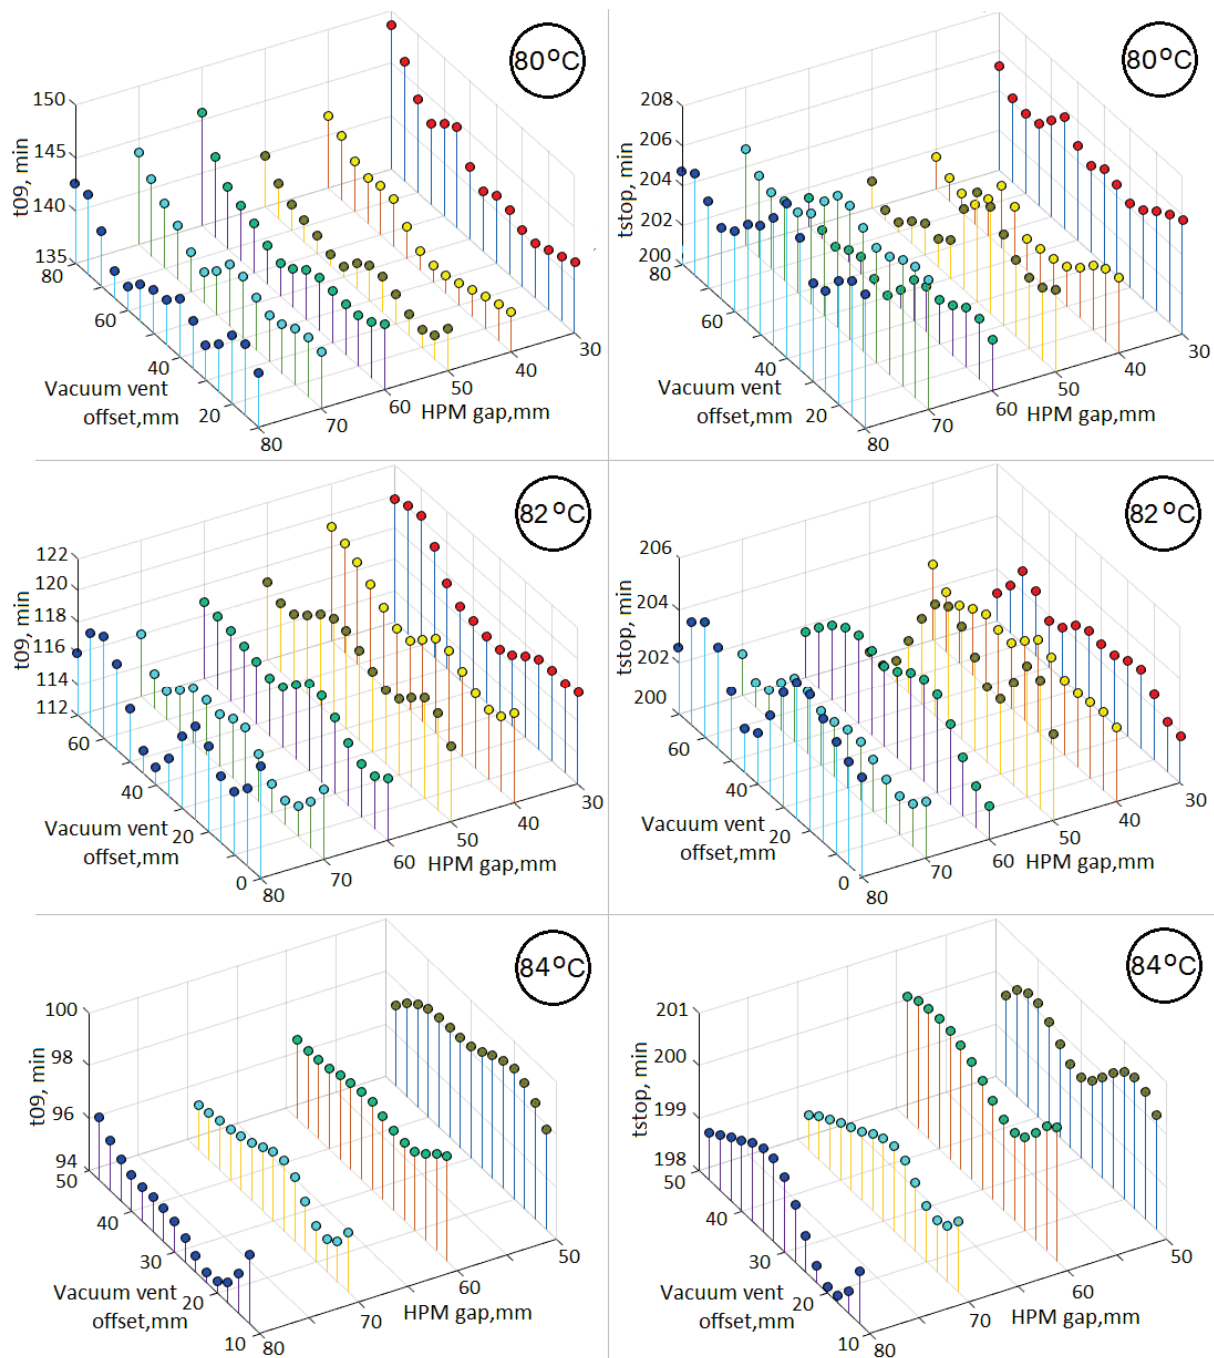 80°C
t09, min
150
145
140
135
80
60
40
20
Vacuum vent
offset,mm
80
70
60
50
40
30
HPM gap,mm
80°C
tstop, min
208
206
204
202
200
80
60
40
20
Vacuum vent
offset,mm
80
70
60
50
40
30
HPM gap,mm
82°C
t09, min
122
120
118
116
114
112
60
40
20
0
Vacuum vent
offset,mm
80
70
60
50
40
30
HPM gap,mm
82°C
tstop, min
206
204
202
200
60
40
20
0
Vacuum vent
offset,mm
80
70
60
50
40
30
HPM gap,mm
84°C
t09, min
100
98
96
94
50
40
30
20
10
Vacuum vent
offset,mm
80
70
60
50
HPM gap,mm
84°C
tstop, min
201
200
199
198
50
40
30
20
10
Vacuum vent
offset,mm
80
70
60
50
HPM gap,mm